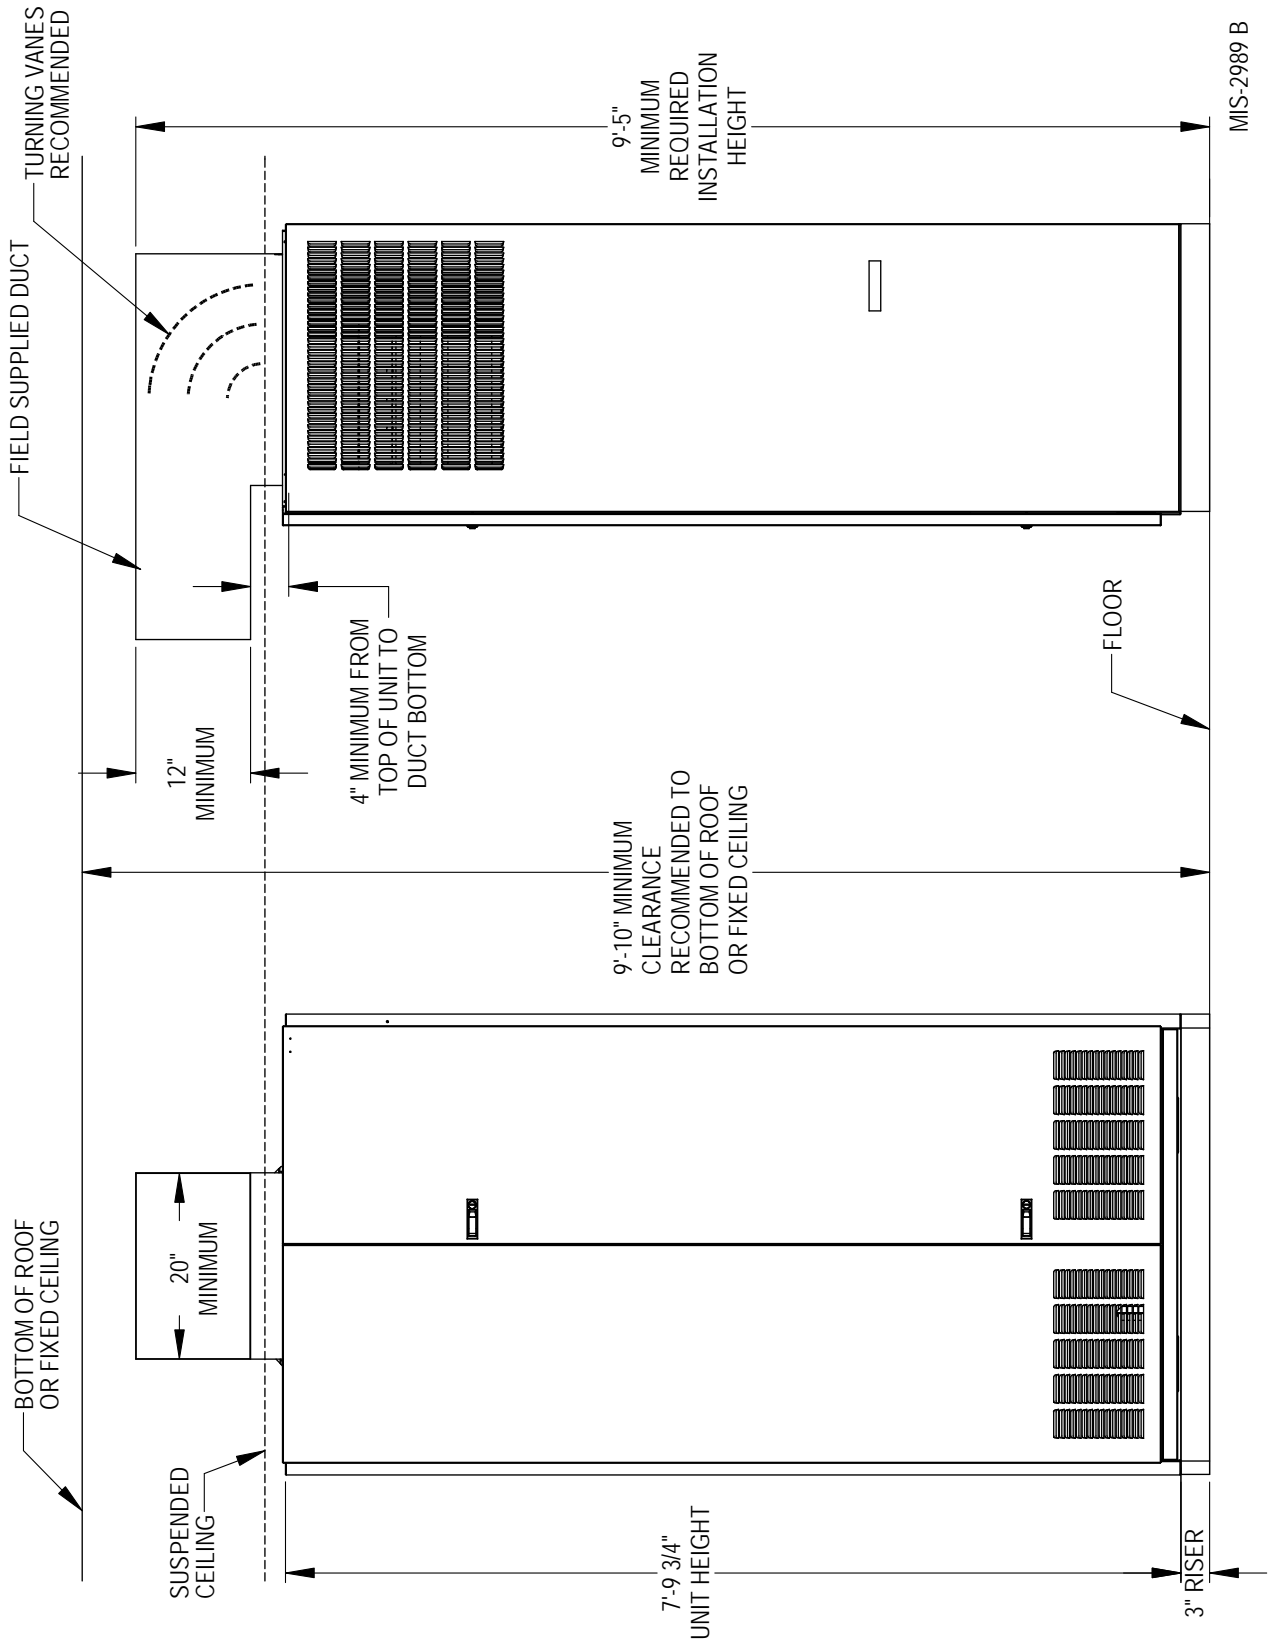 BOTTOM OF ROOF
OR FIXED CEILING
SUSPENDED
CEILING
20"
MINIMUM
7'-9 3/4"
UNIT HEIGHT
3" RISER
9'-10" MINIMUM
CLEARANCE
RECOMMENDED TO
BOTTOM OF ROOF
OR FIXED CEILING
12"
MINIMUM
4" MINIMUM FROM
TOP OF UNIT TO
DUCT BOTTOM
FLOOR
FIELD SUPPLIED DUCT
TURNING VANES
RECOMMENDED
9'-5"
MINIMUM
REQUIRED
INSTALLATION
HEIGHT
MIS-2989 B